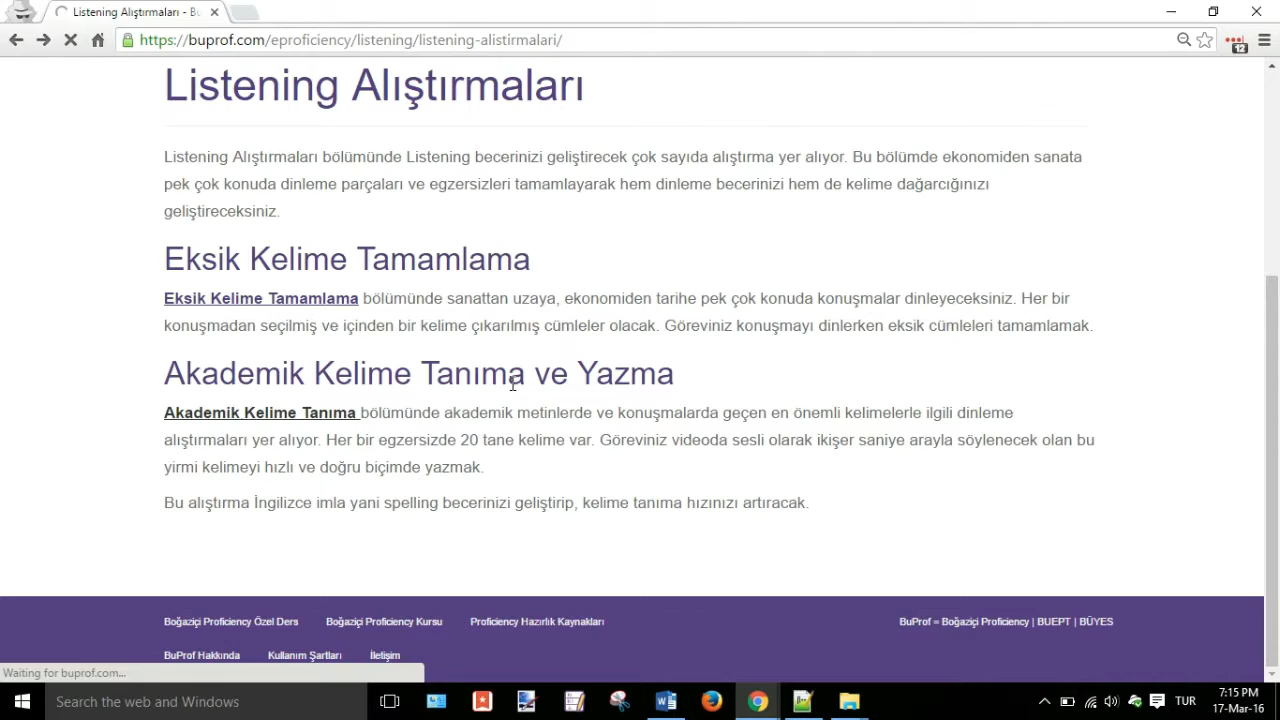 Listening Alıştırmaları - Bu
https://buprof.com/eproficiency/listening/listening-alistirmalari/
12
Listening Alıştırmaları
Listening Alıştırmaları bölümünde Listening becerinizi geliştirecek çok sayıda alıştırma yer alıyor. Bu bölümde ekonomiden sanata
pek çok konuda dinleme parçaları ve egzersizleri tamamlayarak hem dinleme becerinizi hem de kelime dağarcığınızı
geliştireceksiniz.
Eksik Kelime Tamamlama
Eksik Kelime Tamamlama bölümünde sanattan uzaya, ekonomiden tarihe pek çok konuda konuşmalar dinleyeceksiniz. Her bir
konuşmadan seçilmiş ve içinden bir kelime çıkarılmış cümleler olacak. Göreviniz konuşmayı dinlerken eksik cümleleri tamamlamak.
Akademik Kelime Tanıma ve Yazma
Akademik Kelime Tanıma bölümünde akademik metinlerde ve konuşmalarda geçen en önemli kelimelerle ilgili dinleme
alıştırmaları yer alıyor. Her bir egzersizde 20 tane kelime var. Göreviniz videoda sesli olarak ikişer saniye arayla söylenecek olan bu
yirmi kelimeyi hızlı ve doğru biçimde yazmak.
Bu alıştırma İngilizce imla yani spelling becerinizi geliştirip, kelime tanıma hızınızı artıracak.
Boğaziçi Proficiency Özel Ders Boğaziçi Proficiency Kursu Proficiency Hazırlık Kaynakları BuProf = Boğaziçi Proficiency | BUEPT | BÜYES
BuProf Hakkında Kullanım Şartları İletişim
Waiting for buprof.com...
Search the web and Windows TUR 7:15 PM
17-Mar-16